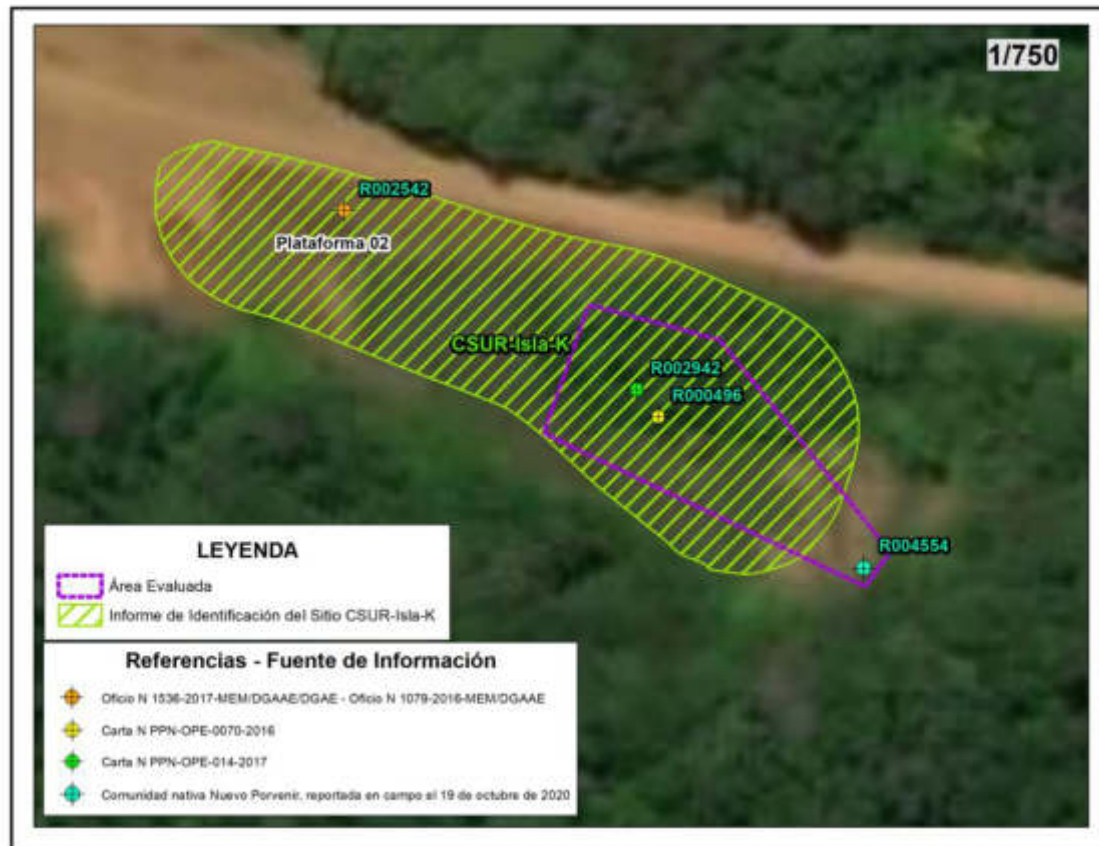 1/750
R002542
Plataforma 02
CSUR-Isla-K
R002942
R000496
R004554
LEYENDA
Área Evaluada
Informe de Identificación del Sitio CSUR-Isla-K
Referencias - Fuente de Información
Oficio N 1536-2017-MEM/DGAAE/DGAE - Oficio N 1079-2016-MEM/DGAAE
Carta N PPN-OPE-0070-2016
Carta N PPN-OPE-014-2017
Comunidad nativa Nuevo Porvenir, reportada en campo el 19 de octubre de 2020